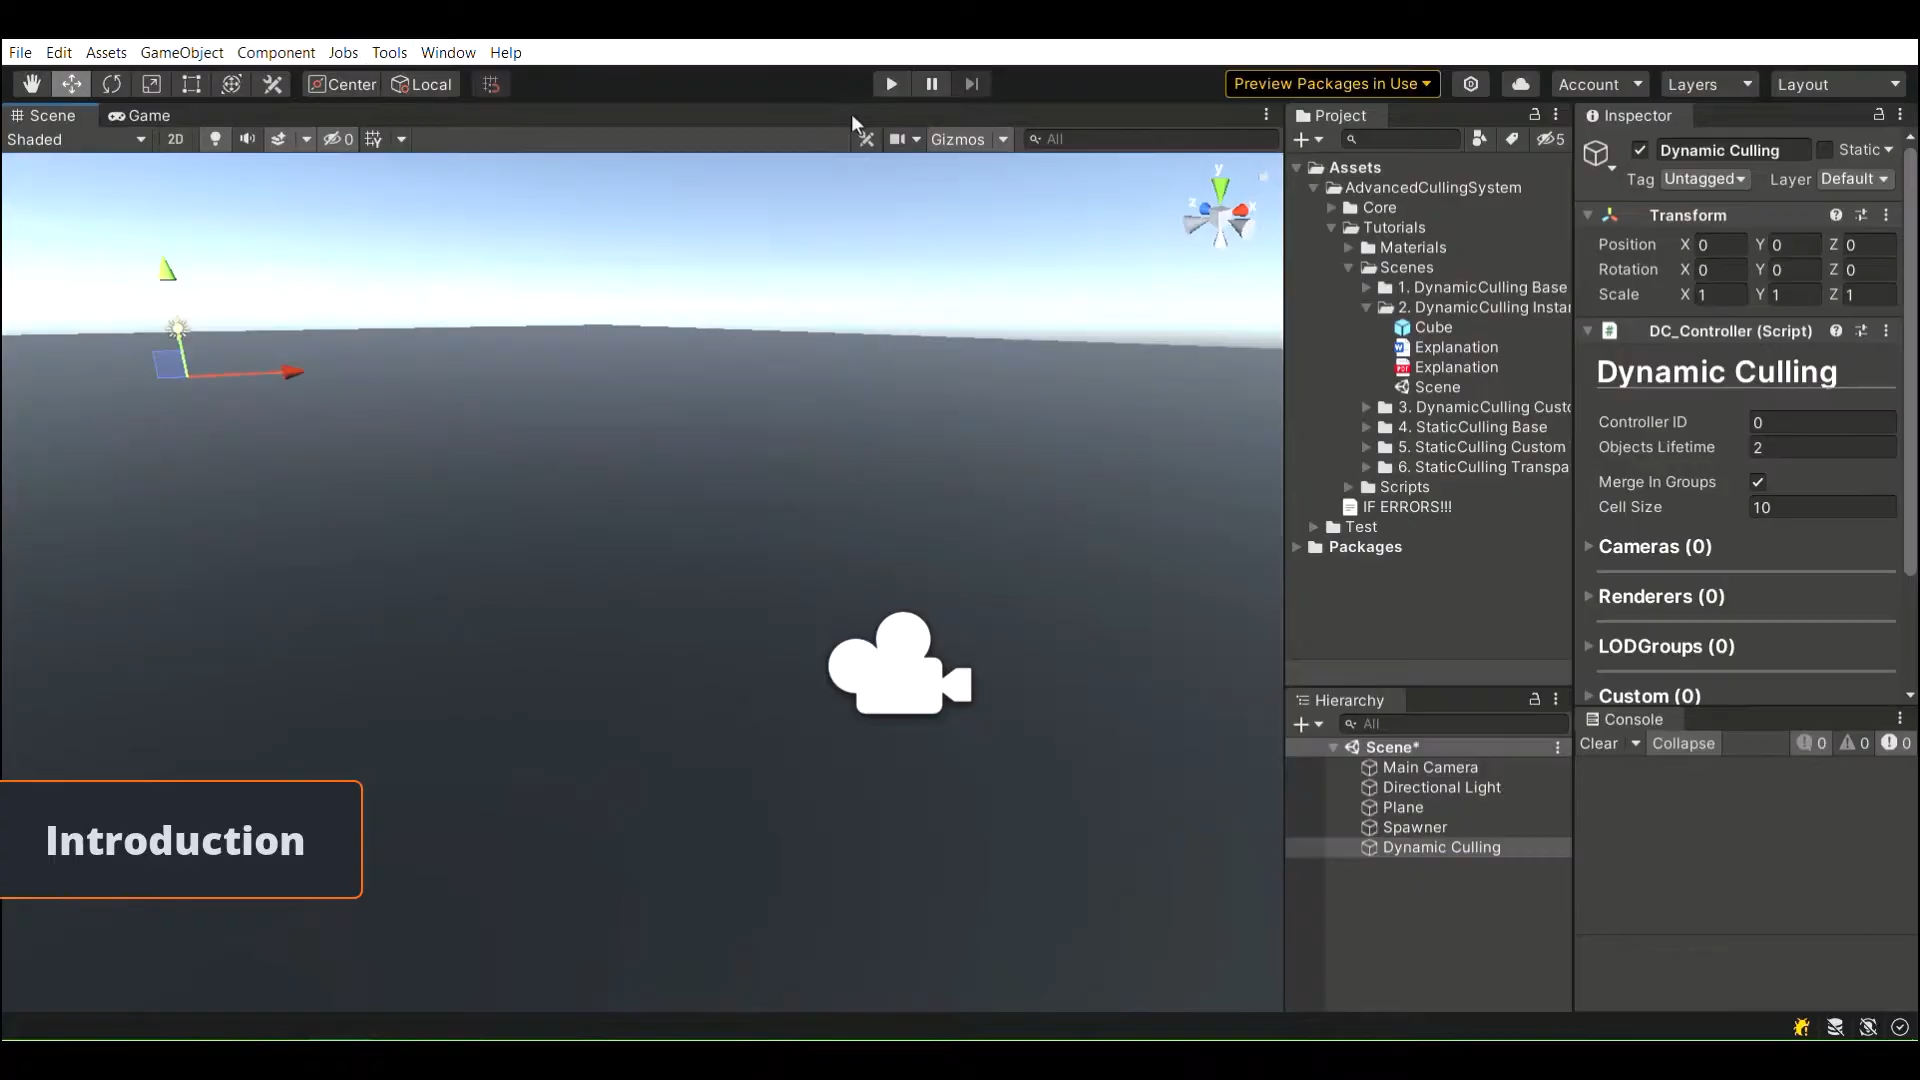 File Edit Assets GameObject Component Jobs Tools Window Help
Center Local Preview Packages in Use Account Layers Layout
Scene Game
Shaded 2D 0 Gizmos All
y
z x
Introduction
Project
5
Assets
AdvancedCullingSystem
Core
Tutorials
Materials
Scenes
1. DynamicCulling Base
2. DynamicCulling Instan
Cube
Explanation
Explanation
Scene
3. DynamicCulling Custo
4. StaticCulling Base
5. StaticCulling Custom
6. StaticCulling Transpa
Scripts
IF ERRORS!!!
Test
Packages
Hierarchy
All
Scene*
Main Camera
Directional Light
Plane
Spawner
Dynamic Culling
Inspector
Dynamic Culling Static
Tag Untagged Layer Default
Transform
Position X 0 Y 0 Z 0
Rotation X 0 Y 0 Z 0
Scale X 1 Y 1 Z 1
# DC_Controller (Script)
Dynamic Culling
Controller ID 0
Objects Lifetime 2
Merge In Groups
Cell Size 10
Cameras (0)
Renderers (0)
LODGroups (0)
Custom (0)
Console
Clear Collapse 0 0 0